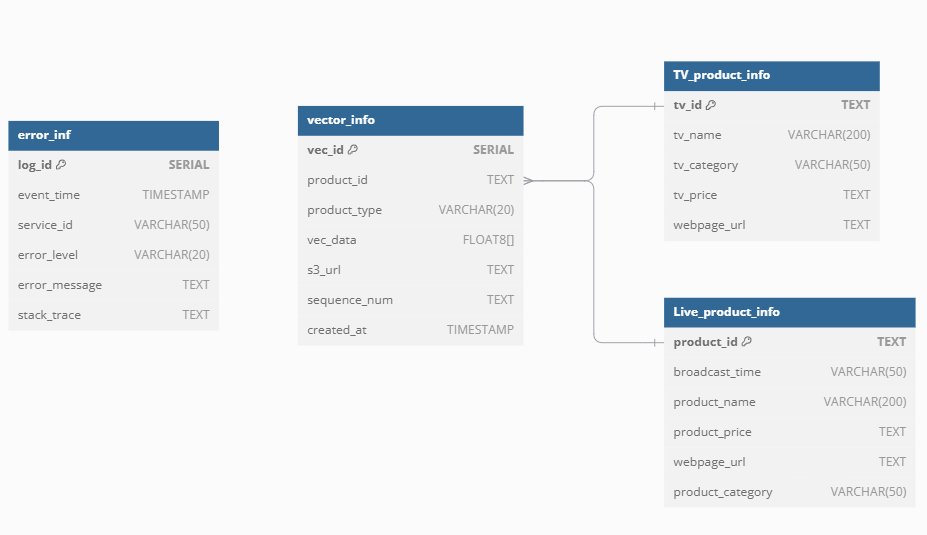 error_inf
log_id SERIAL
event_time TIMESTAMP
service_id VARCHAR(50)
error_level VARCHAR(20)
error_message TEXT
stack_trace TEXT
vector_info
vec_id SERIAL
product_id TEXT
product_type VARCHAR(20)
vec_data FLOAT8[]
s3_url TEXT
sequence_num TEXT
created_at TIMESTAMP
TV_product_info
tv_id TEXT
tv_name VARCHAR(200)
tv_category VARCHAR(50)
tv_price TEXT
webpage_url TEXT
Live_product_info
product_id TEXT
broadcast_time VARCHAR(50)
product_name VARCHAR(200)
product_price TEXT
webpage_url TEXT
product_category VARCHAR(50)